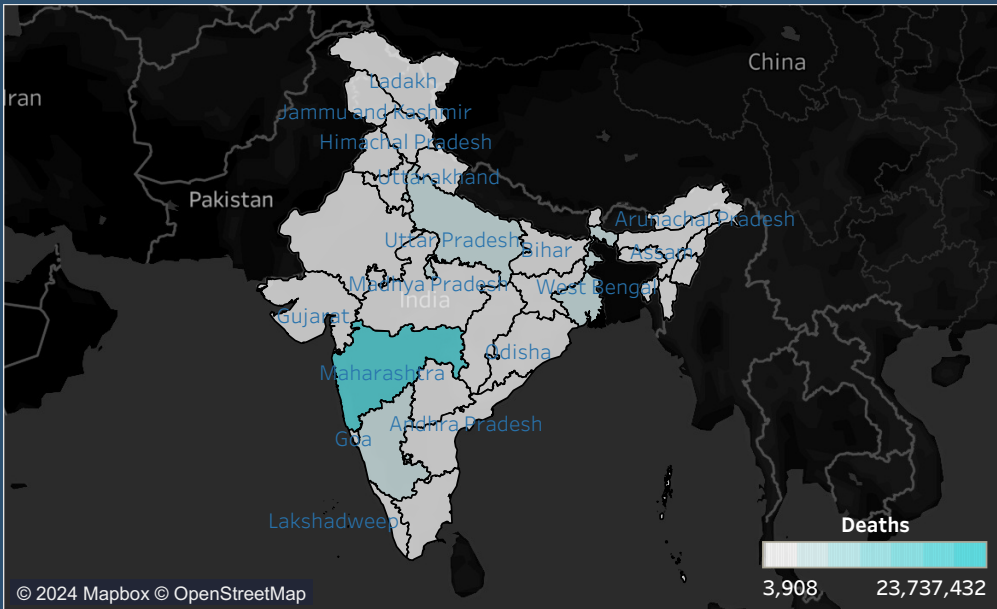 China
Iran
Ladakh
Jammu and Kashmir
Himachal Pradesh
Uttarakhand
Pakistan
Arunachal Pradesh
Uttar Pradesh
Bihar
Assam
Madhya Pradesh
West Bengal
India
Gujarat
Odisha
Maharashtra
Andhra Pradesh
Goa
Lakshadweep
Deaths
3,908 23,737,432
© 2024 Mapbox © OpenStreetMap